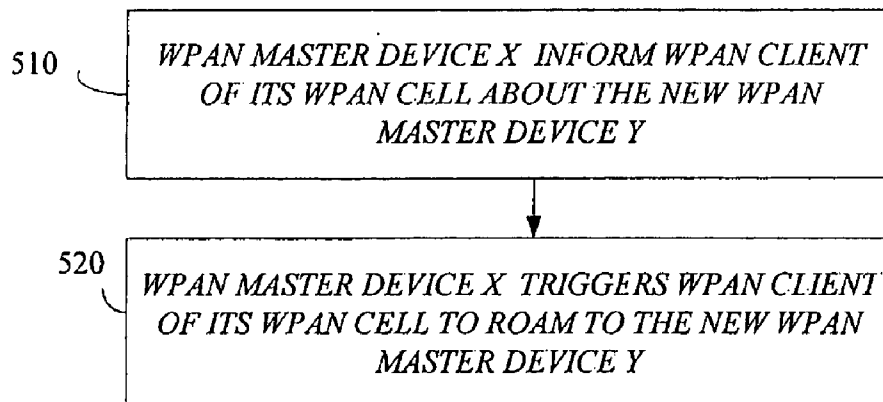 510
WPAN MASTER DEVICE X INFORM WPAN CLIENT
OF ITS WPAN CELL ABOUT THE NEW WPAN
MASTER DEVICE Y
520
WPAN MASTER DEVICE X TRIGGERS WPAN CLIENT
OF ITS WPAN CELL TO ROAM TO THE NEW WPAN
MASTER DEVICE Y